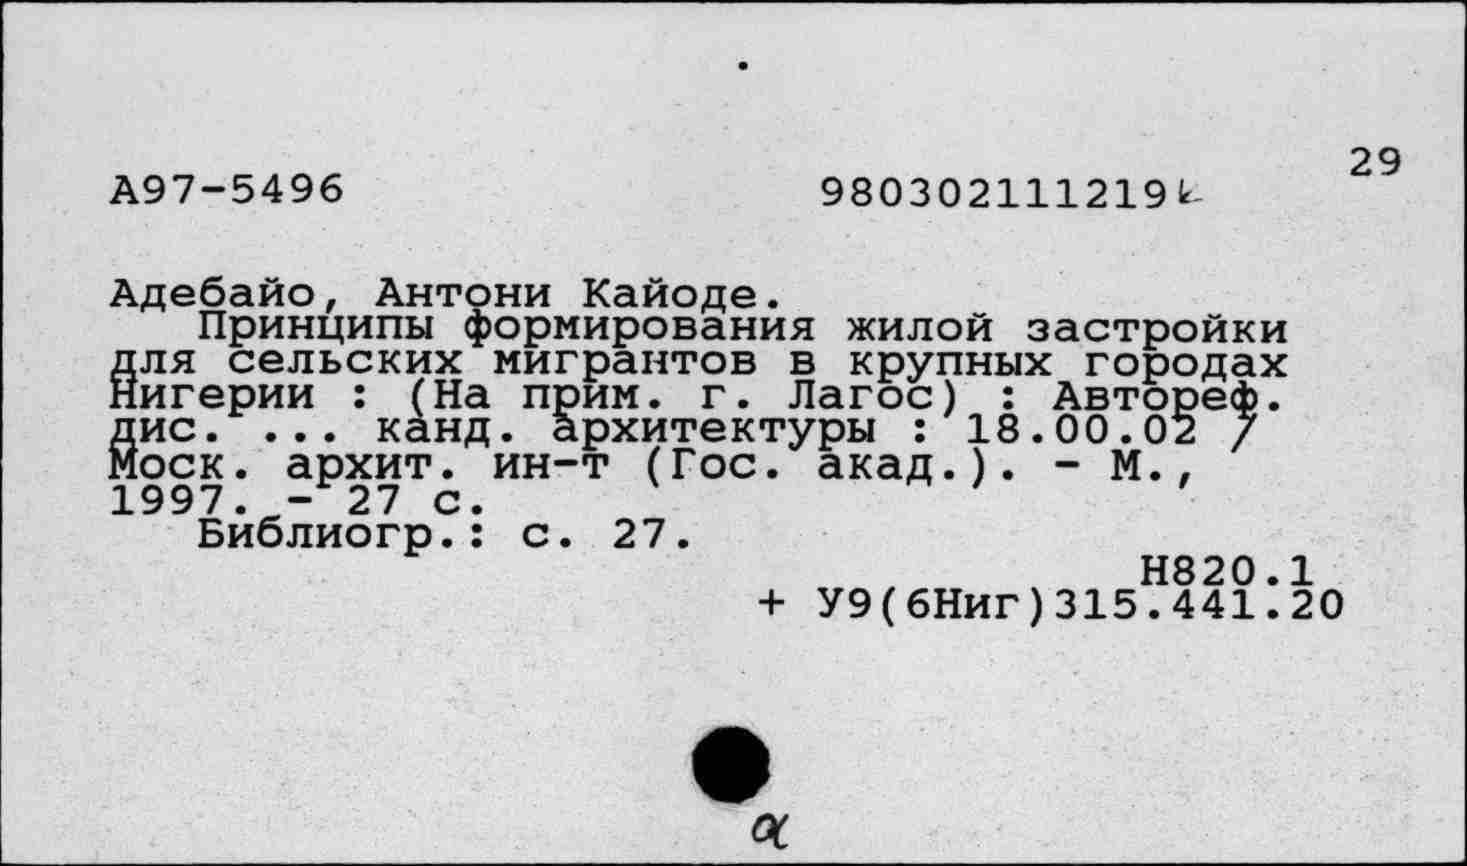 29
А97-5496 980302111219
Адебайо, Антони Кайоде.
Принципы формирования жилой застройки
для сельских мигрантов в крупных городах
Нигерии : (На прим. г. Лагос) : Автореф.
дис. ... канд. архитектуры : 18.00.02 /
Моск. архит. ин-т (Гос. акад.). - М.,
1997. - 27 с.
Библиогр.: с. 27.
Н820.1
+ У9(6Ниг)315.441.20